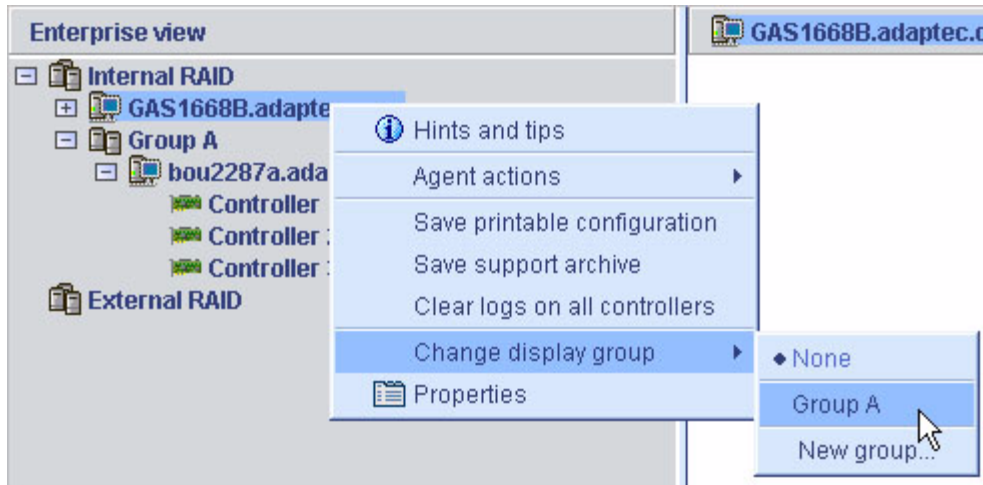 Enterprise view
GAS1668B.adaptec.
Internal RAID
GAS1668B.adapte
Group A
bou2287a.ada
Controller
Controller
Controller
External RAID
Hints and tips
Agent actions
Save printable configuration
Save support archive
Clear logs on all controllers
Change display group
Properties
None
Group A
New group...